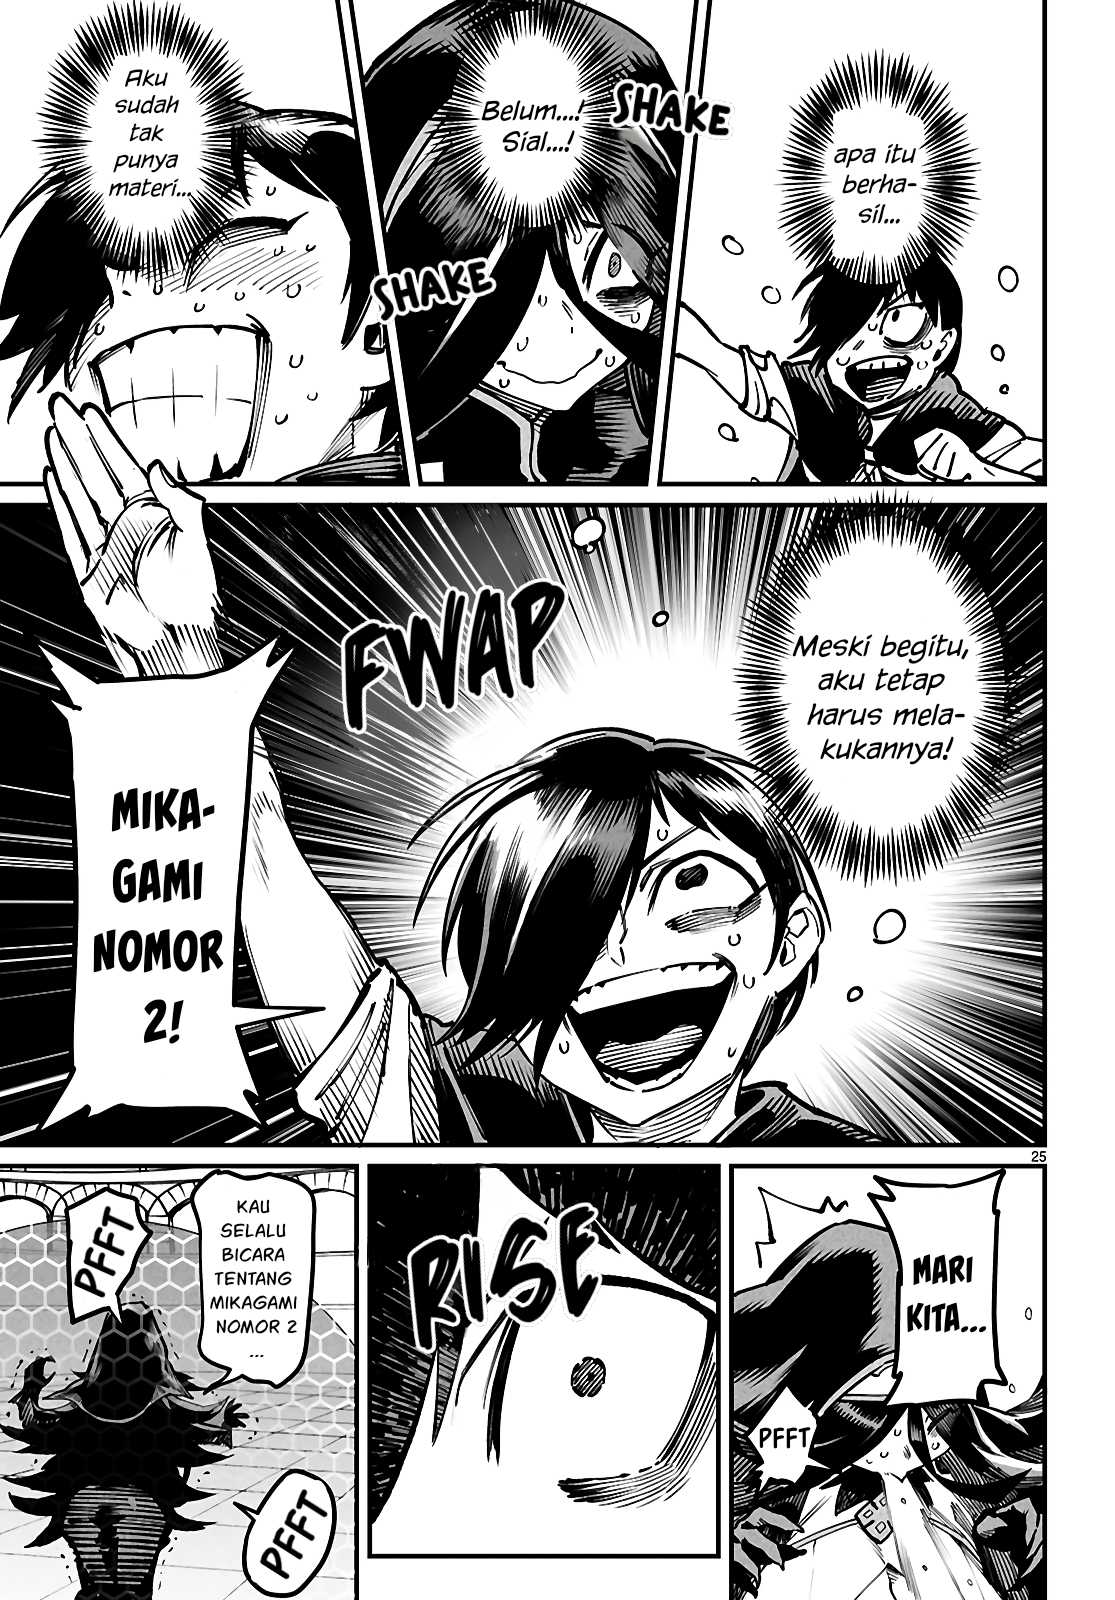 apa itu
berha-
sil...
SHAKE
Belum...!
Sial...!
SHAKE
Aku
sudah
tak
punya
materi...
Meski begitu,
aku tetap
harus mela-
kukannya!
FWAP
MIKA-
GAMI
NOMOR
2!
25
MARI
KITA...
PFFT
RISE
KAU
SELALU
BICARA
TENTANG
MIKAGAMI
NOMOR 2
...
PFFT
PFFT